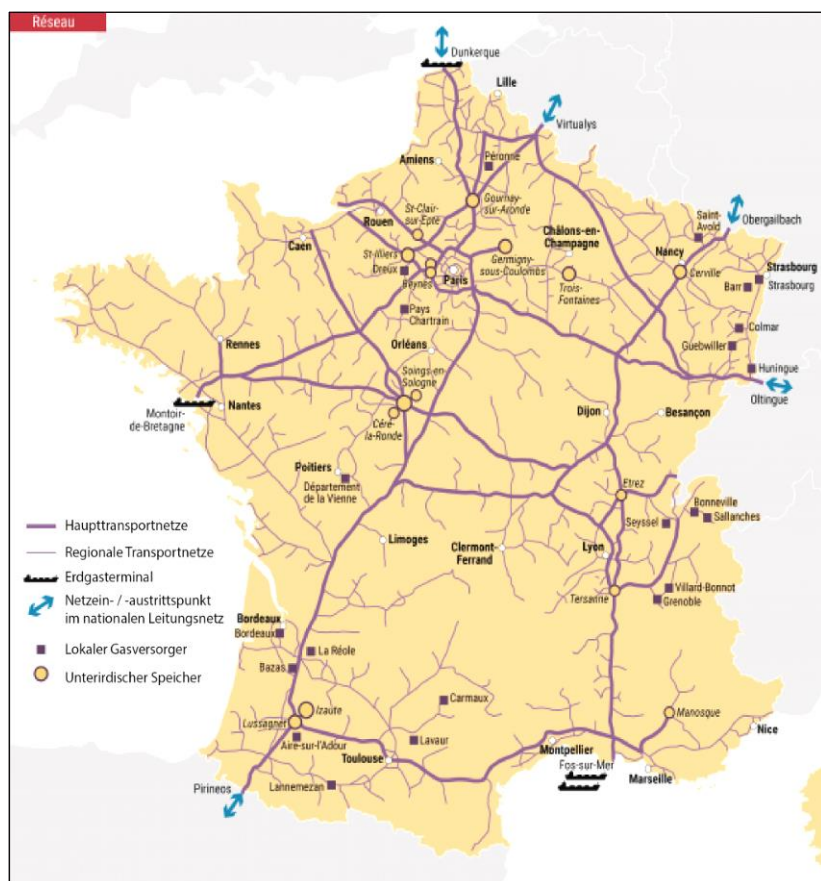 Réseau
Dunkerque
Lille
Virtualys
Amiens
Péronne
St-Clair-
sur-Epte
Gournay-
sur-Aronde
Rouen
Caen
St-Illiers
Dreux
Beynes
Paris
Germigny-
sous-Coulombs
Châlons-en-
Champagne
Trois-
Fontaines
Saint-
Avold
Obergailbach
Nancy
Cerville
Strasbourg
Strasbourg
Barr
Pays
Chartrain
Colmar
Guebwiller
Rennes
Orléans
Huningue
Soings-en-
Sologne
Oltingue
Montoir-
de-Bretagne
Nantes
Céré-
la-Ronde
Dijon
Besançon
Poitiers
Département
de la Vienne
Etrez
Bonneville
Sallanches
Seyssel
Limoges
Clermont-
Ferrand
Lyon
Villard-Bonnot
Grenoble
Tersanne
Haupttransportnetze
Regionale Transportnetze
Erdgasterminal
Netzein- / -austrittspunkt
im nationalen Leitungsnetz
Lokaler Gasversorger
Unterirdischer Speicher
Bordeaux
Bordeaux
La Réole
Bazas
Izaute
Lussagnet
Aire-sur-l'Adour
Carmaux
Lavaur
Toulouse
Lannemezan
Pirineos
Manosque
Nice
Montpellier
Fos-sur-Mer
Marseille